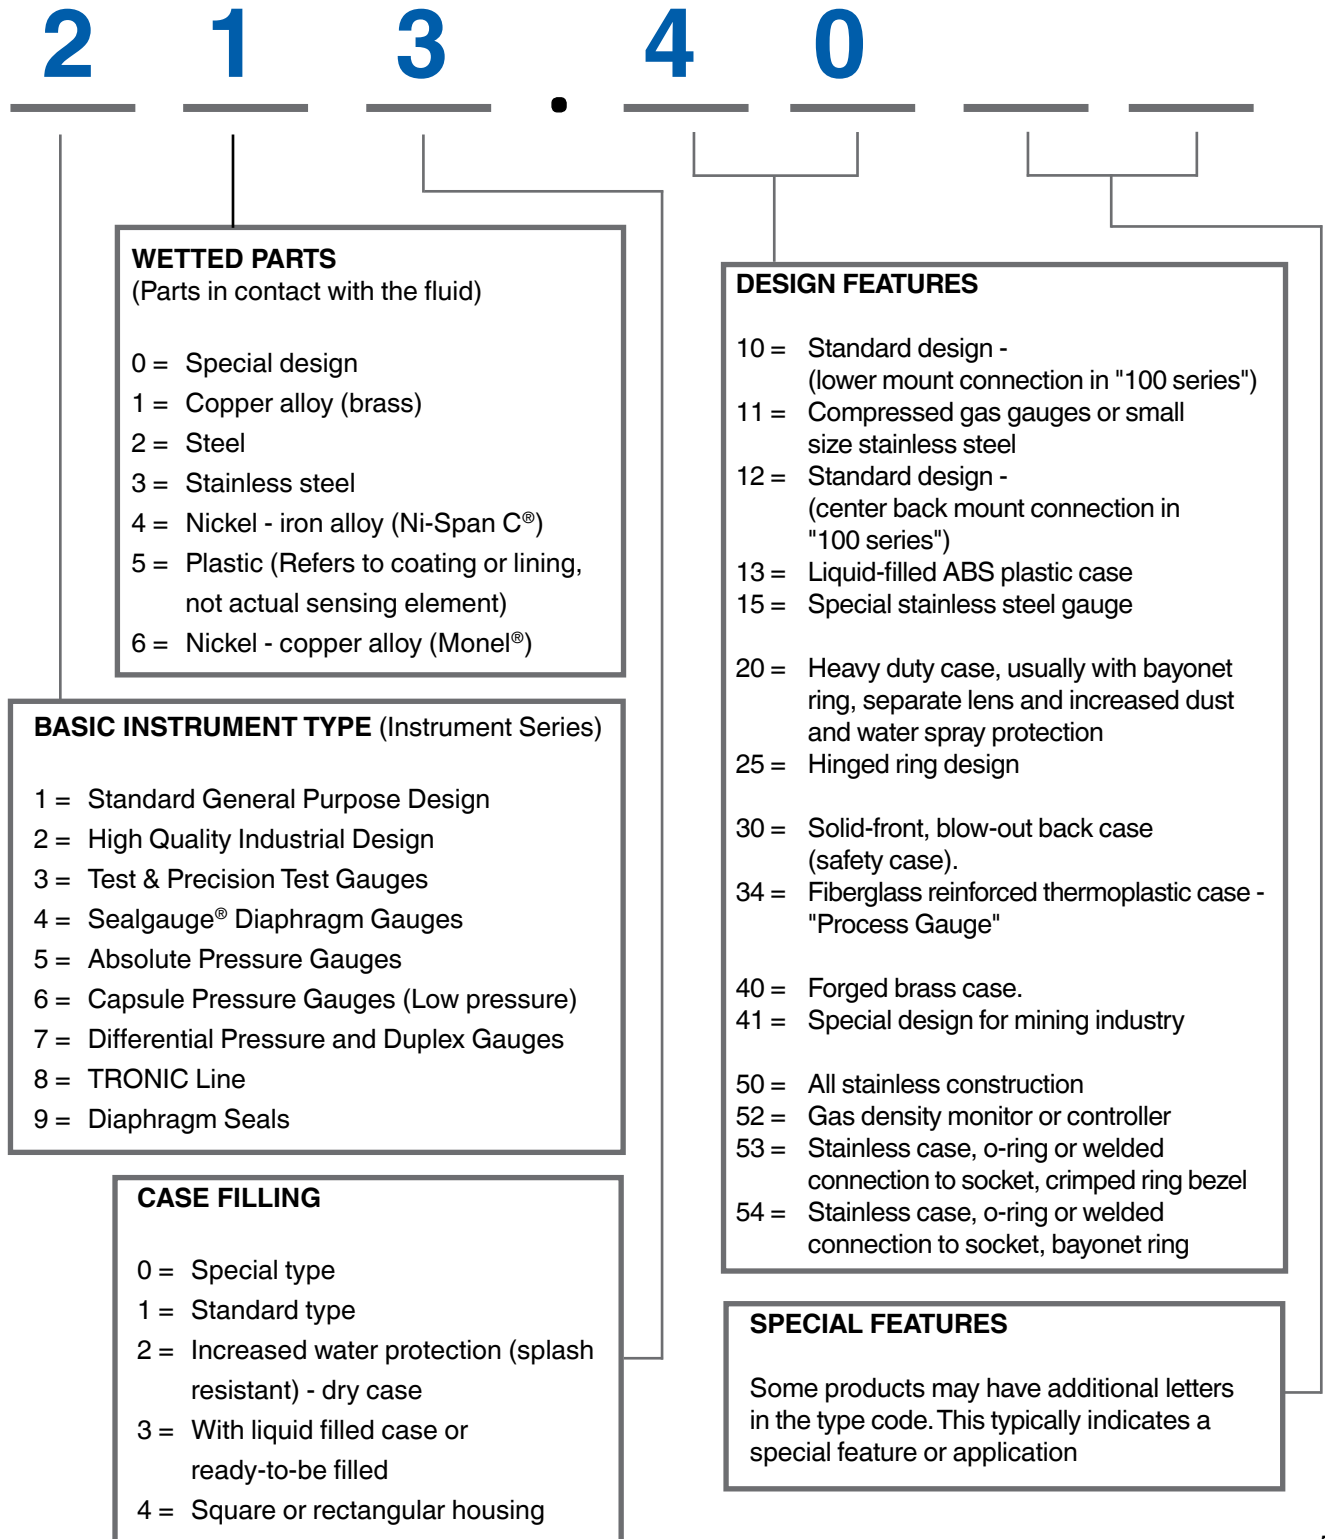 2 1 3 . 4 0
WETTED PARTS
(Parts in contact with the fluid)
0 = Special design
1 = Copper alloy (brass)
2 = Steel
3 = Stainless steel
4 = Nickel - iron alloy (Ni-Span C®)
5 = Plastic (Refers to coating or lining,
not actual sensing element)
6 = Nickel - copper alloy (Monel®)
BASIC INSTRUMENT TYPE (Instrument Series)
1 = Standard General Purpose Design
2 = High Quality Industrial Design
3 = Test & Precision Test Gauges
4 = Sealgauge® Diaphragm Gauges
5 = Absolute Pressure Gauges
6 = Capsule Pressure Gauges (Low pressure)
7 = Differential Pressure and Duplex Gauges
8 = TRONIC Line
9 = Diaphragm Seals
CASE FILLING
0 = Special type
1 = Standard type
2 = Increased water protection (splash
resistant) - dry case
3 = With liquid filled case or
ready-to-be filled
4 = Square or rectangular housing
DESIGN FEATURES
10 = Standard design -
(lower mount connection in "100 series")
11 = Compressed gas gauges or small
size stainless steel
12 = Standard design -
(center back mount connection in
"100 series")
13 = Liquid-filled ABS plastic case
15 = Special stainless steel gauge
20 = Heavy duty case, usually with bayonet
ring, separate lens and increased dust
and water spray protection
25 = Hinged ring design
30 = Solid-front, blow-out back case
(safety case).
34 = Fiberglass reinforced thermoplastic case -
"Process Gauge"
40 = Forged brass case.
41 = Special design for mining industry
50 = All stainless construction
52 = Gas density monitor or controller
53 = Stainless case, o-ring or welded
connection to socket, crimped ring bezel
54 = Stainless case, o-ring or welded
connection to socket, bayonet ring
SPECIAL FEATURES
Some products may have additional letters
in the type code. This typically indicates a
special feature or application